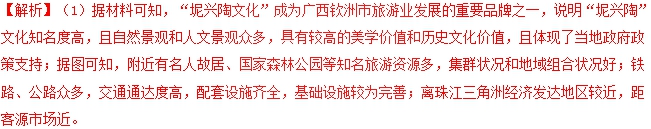 【解析】（1）据材料可知，“坭兴陶文化”成为广西钦洲市旅游业发展的重要品牌之一，说明“坭兴陶”
文化知名度高，且自然景观和人文景观众多，具有较高的美学价值和历史文化价值，且体现了当地政府政
策支持；据图可知，附近有名人故居、国家森林公园等知名旅游资源多，集群状况和地域组合状况好；铁
路、公路众多，交通通达度高，配套设施齐全，基础设施较为完善；离珠江三角洲经济发达地区较近，距
客源市场近。